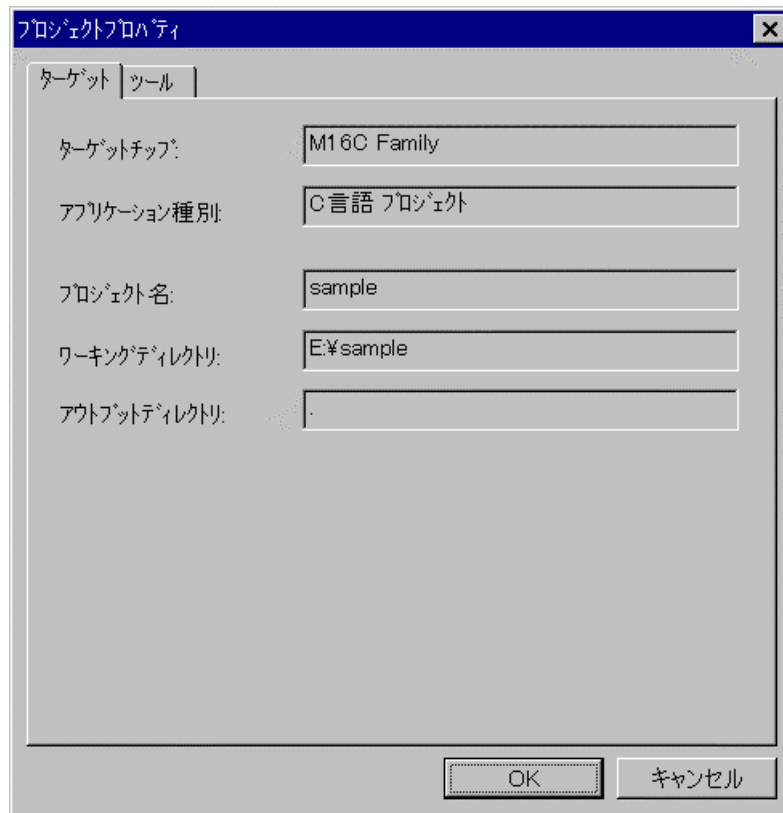 プロジェクトプロパティ
ターゲット ツール
ターゲットチップ: M16C Family
アプリケーション種別: C言語 プロジェクト
プロジェクト名: sample
ワーキングディレクトリ: E:¥sample
アウトプットディレクトリ: .
OK キャンセル